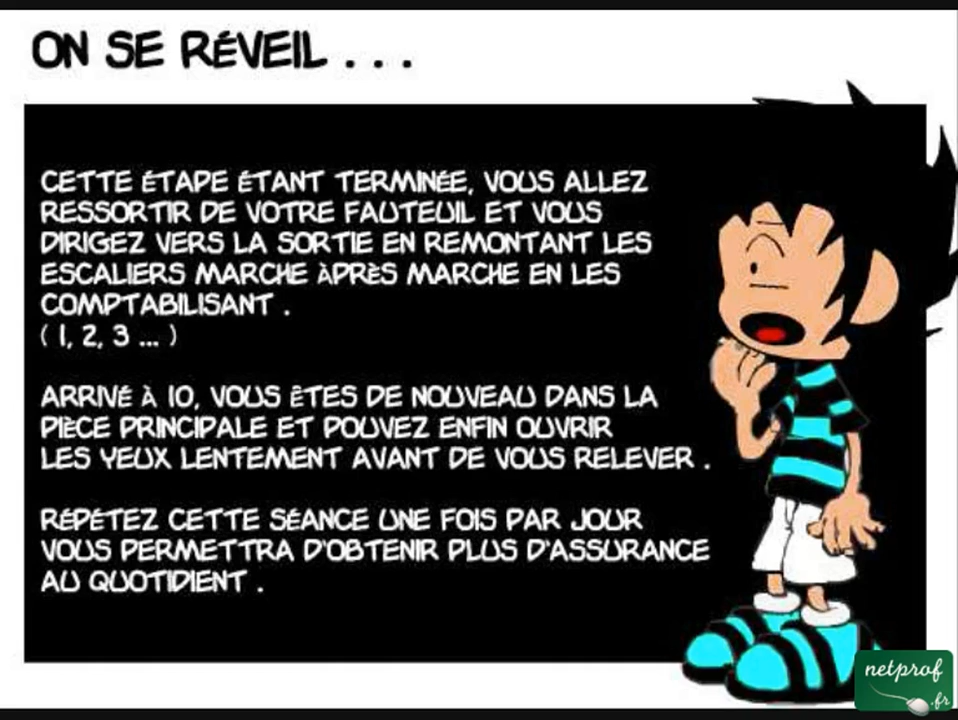 ON SE RÉVEIL . . .
CETTE ÉTAPE ÉTANT TERMINÉE, VOUS ALLEZ
RESSORTIR DE VOTRE FAUTEUIL ET VOUS
DIRIGEZ VERS LA SORTIE EN REMONTANT LES
ESCALIERS MARCHE ÀPRÈS MARCHE EN LES
COMPTABILISANT .
( 1, 2, 3 ... )
ARRIVÉ À 10, VOUS ÊTES DE NOUVEAU DANS LA
PIÈCE PRINCIPALE ET POUVEZ ENFIN OUVRIR
LES YEUX LENTEMENT AVANT DE VOUS RELEVER .
RÉPÉTEZ CETTE SÉANCE UNE FOIS PAR JOUR
VOUS PERMETTRA D'OBTENIR PLUS D'ASSURANCE
AU QUOTIDIENT .
netprof
.fr